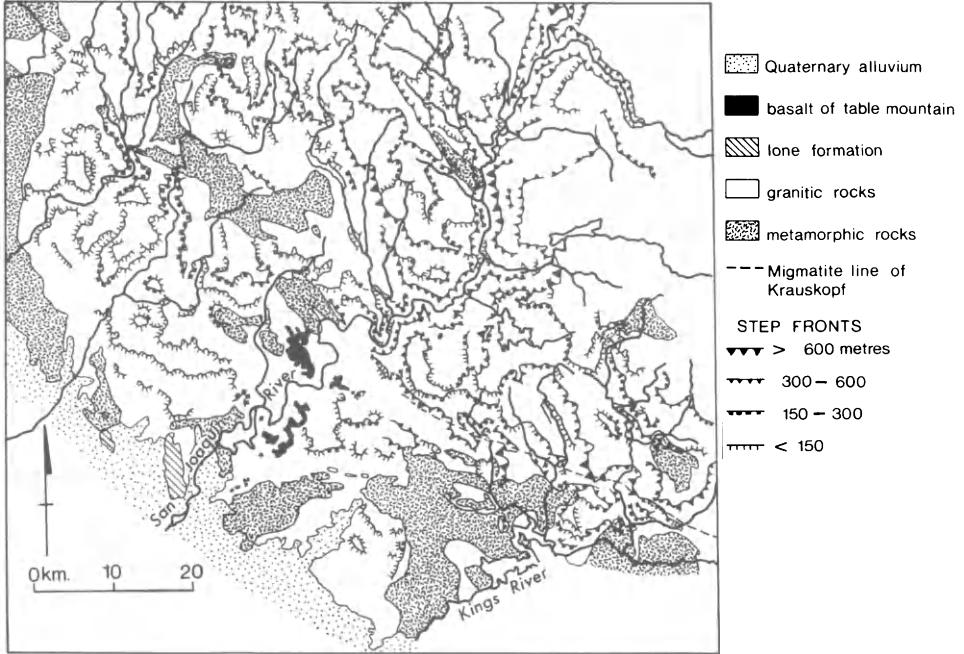 Quaternary alluvium
basalt of table mountain
Ione formation
granitic rocks
metamorphic rocks
Migmatite line of
Krauskopf
STEP FRONTS
> 600 metres
300 – 600
150 – 300
< 150
San Joaqu River
Kings River
0km. 10 20